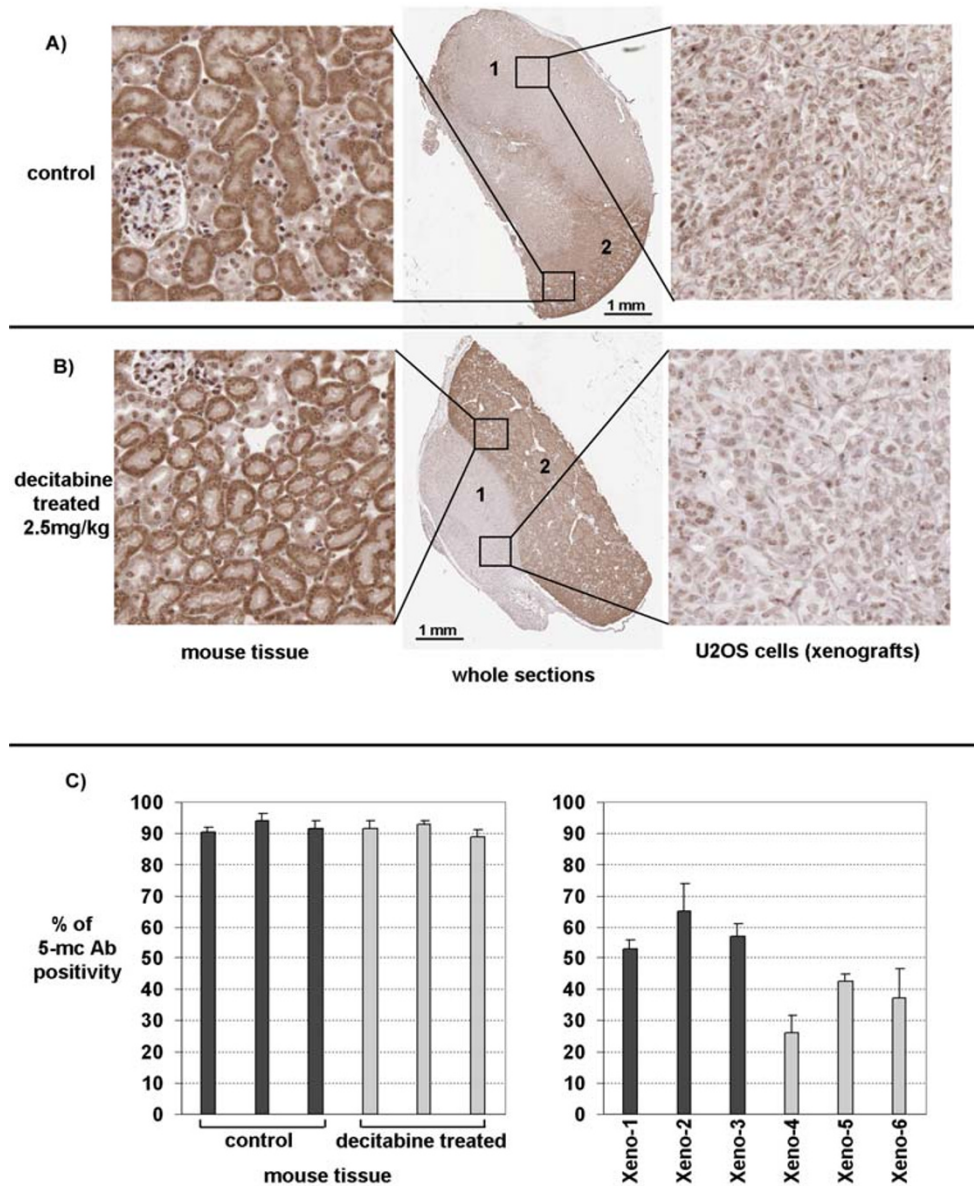 A)
control
1
2
1 mm
B)
decitabine
treated
2.5mg/kg
1
2
1 mm
mouse tissue
whole sections
U2OS cells (xenografts)
C)
% of
5-mc Ab
positivity
100
90
80
70
60
50
40
30
20
10
0
control
decitabine treated
mouse tissue
100
90
80
70
60
50
40
30
20
10
0
Xeno-1
Xeno-2
Xeno-3
Xeno-4
Xeno-5
Xeno-6